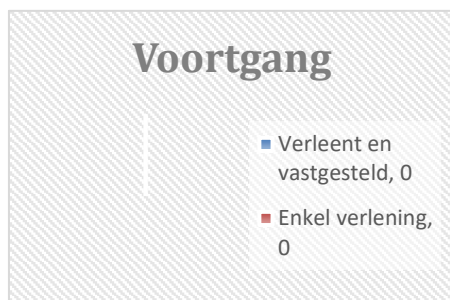 Voortgang
Verleent en
vastgesteld, 0
Enkel verlening,
0